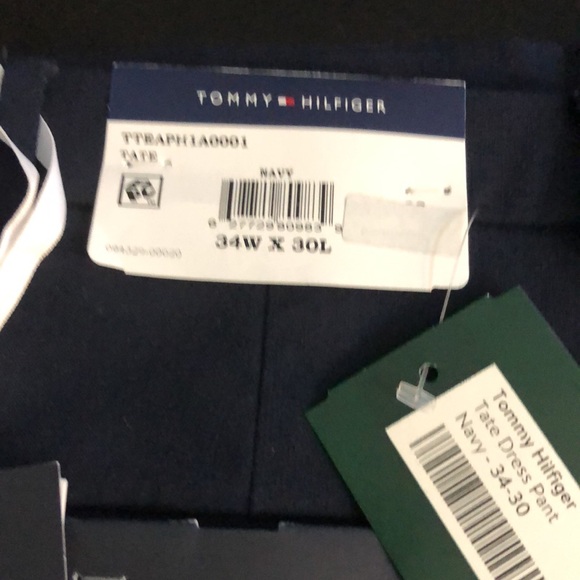 TOMMY HILFIGER
TTEAPH1A0001
TATE
NAVY
34W X 30L
Tommy Hilfiger
Tate Dress Pant
Navy - 34-30